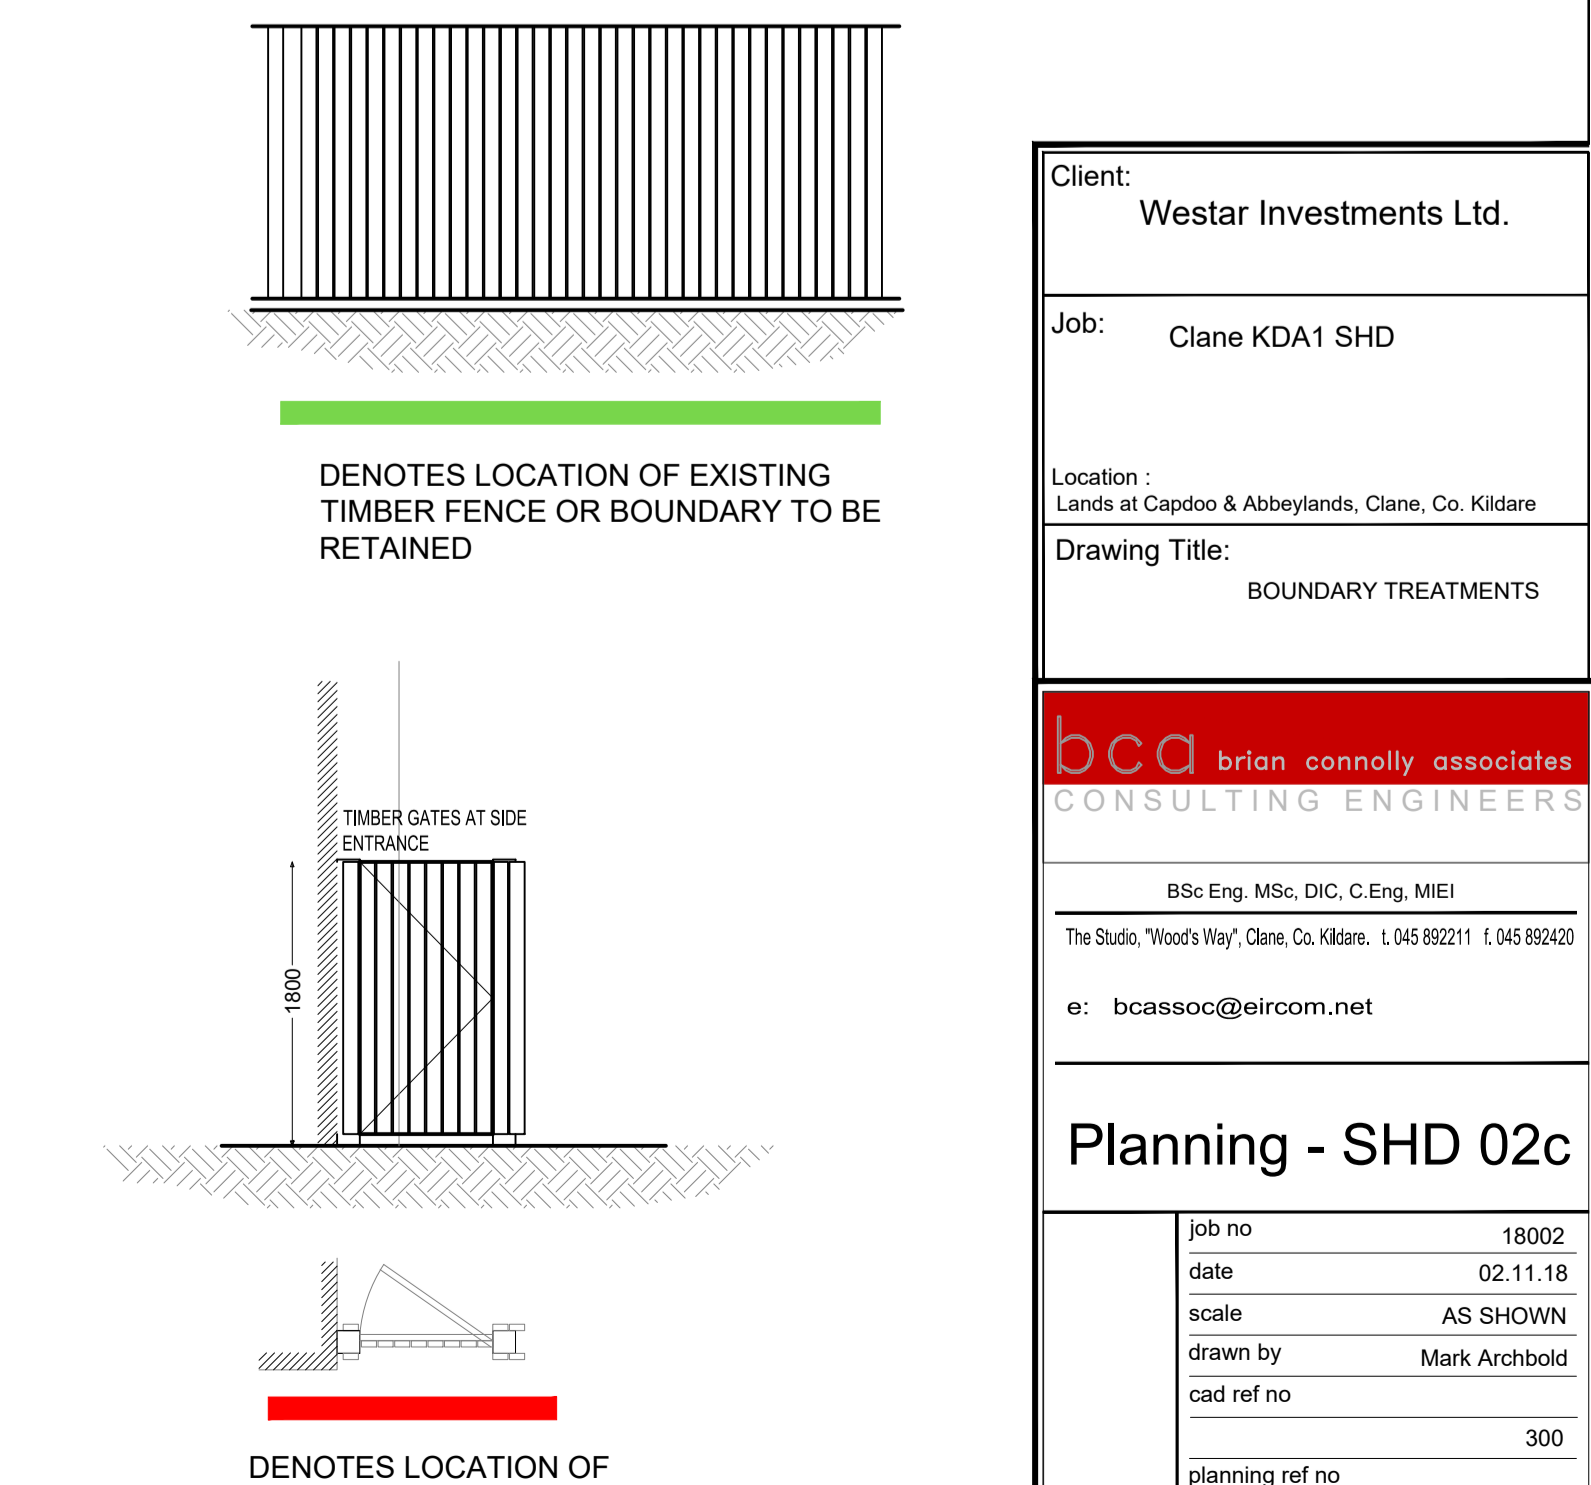 DENOTES LOCATION OF EXISTING
TIMBER FENCE OR BOUNDARY TO BE
RETAINED
TIMBER GATES AT SIDE
ENTRANCE
1800
DENOTES LOCATION OF
Client:
Westar Investments Ltd.
Job:
Clane KDA1 SHD
Location :
Lands at Capdoo & Abbeylands, Clane, Co. Kildare
Drawing Title:
BOUNDARY TREATMENTS
bca brian connolly associates
CONSULTING ENGINEERS
BSc Eng. MSc, DIC, C.Eng, MIEI
The Studio, "Wood's Way", Clane, Co. Kildare. t. 045 892211 f. 045 892420
e: bcassoc@eircom.net
Planning - SHD 02c
job no 18002
date 02.11.18
scale AS SHOWN
drawn by Mark Archbold
cad ref no
300
planning ref no